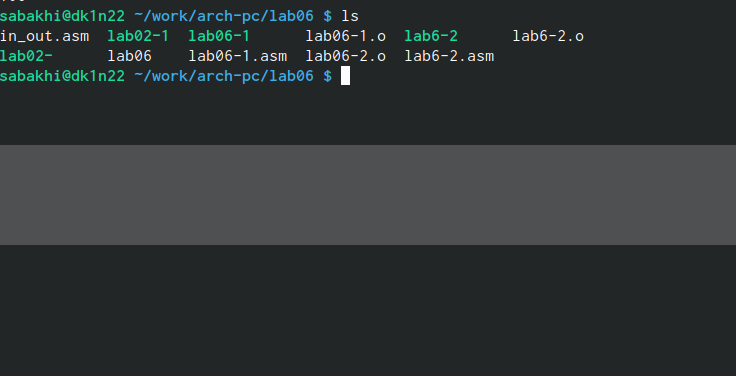 sabakhi@dk1n22 ~/work/arch-pc/lab06 $ ls
in_out.asm  lab02-1  lab06-1      lab06-1.o  lab6-2      lab6-2.o
lab02-      lab06    lab06-1.asm  lab06-2.o  lab6-2.asm
sabakhi@dk1n22 ~/work/arch-pc/lab06 $